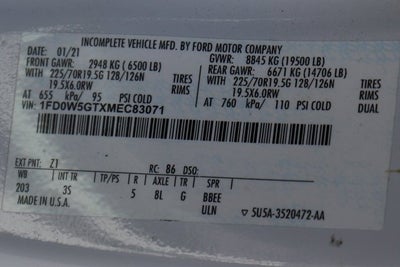 INCOMPLETE VEHICLE MFD. BY FORD MOTOR COMPANY
DATE: 01/21 GVWR: 8845 KG (19500 LB)
FRONT GAWR: 2948 KG (6500 LB) REAR GAWR: 6671 KG (14706 LB)
WITH 225/70R19.5G 128/126N TIRES WITH 225/70R19.5G 128/126N TIRES
19.5X6.0RW RIMS 19.5X6.0RW RIMS
AT 655 kPa/ 95 PSI COLD AT 760 kPa/ 110 PSI COLD DUAL
VIN: 1FD0W5GTXMEC83071
EXT PNT: Z1 RC: 86 DSO:
WB INT TR TP/PS R AXLE TR SPR
203 3S 5 8L G BBEE
MADE IN U.S.A. ULN 5U5A-3520472-AA